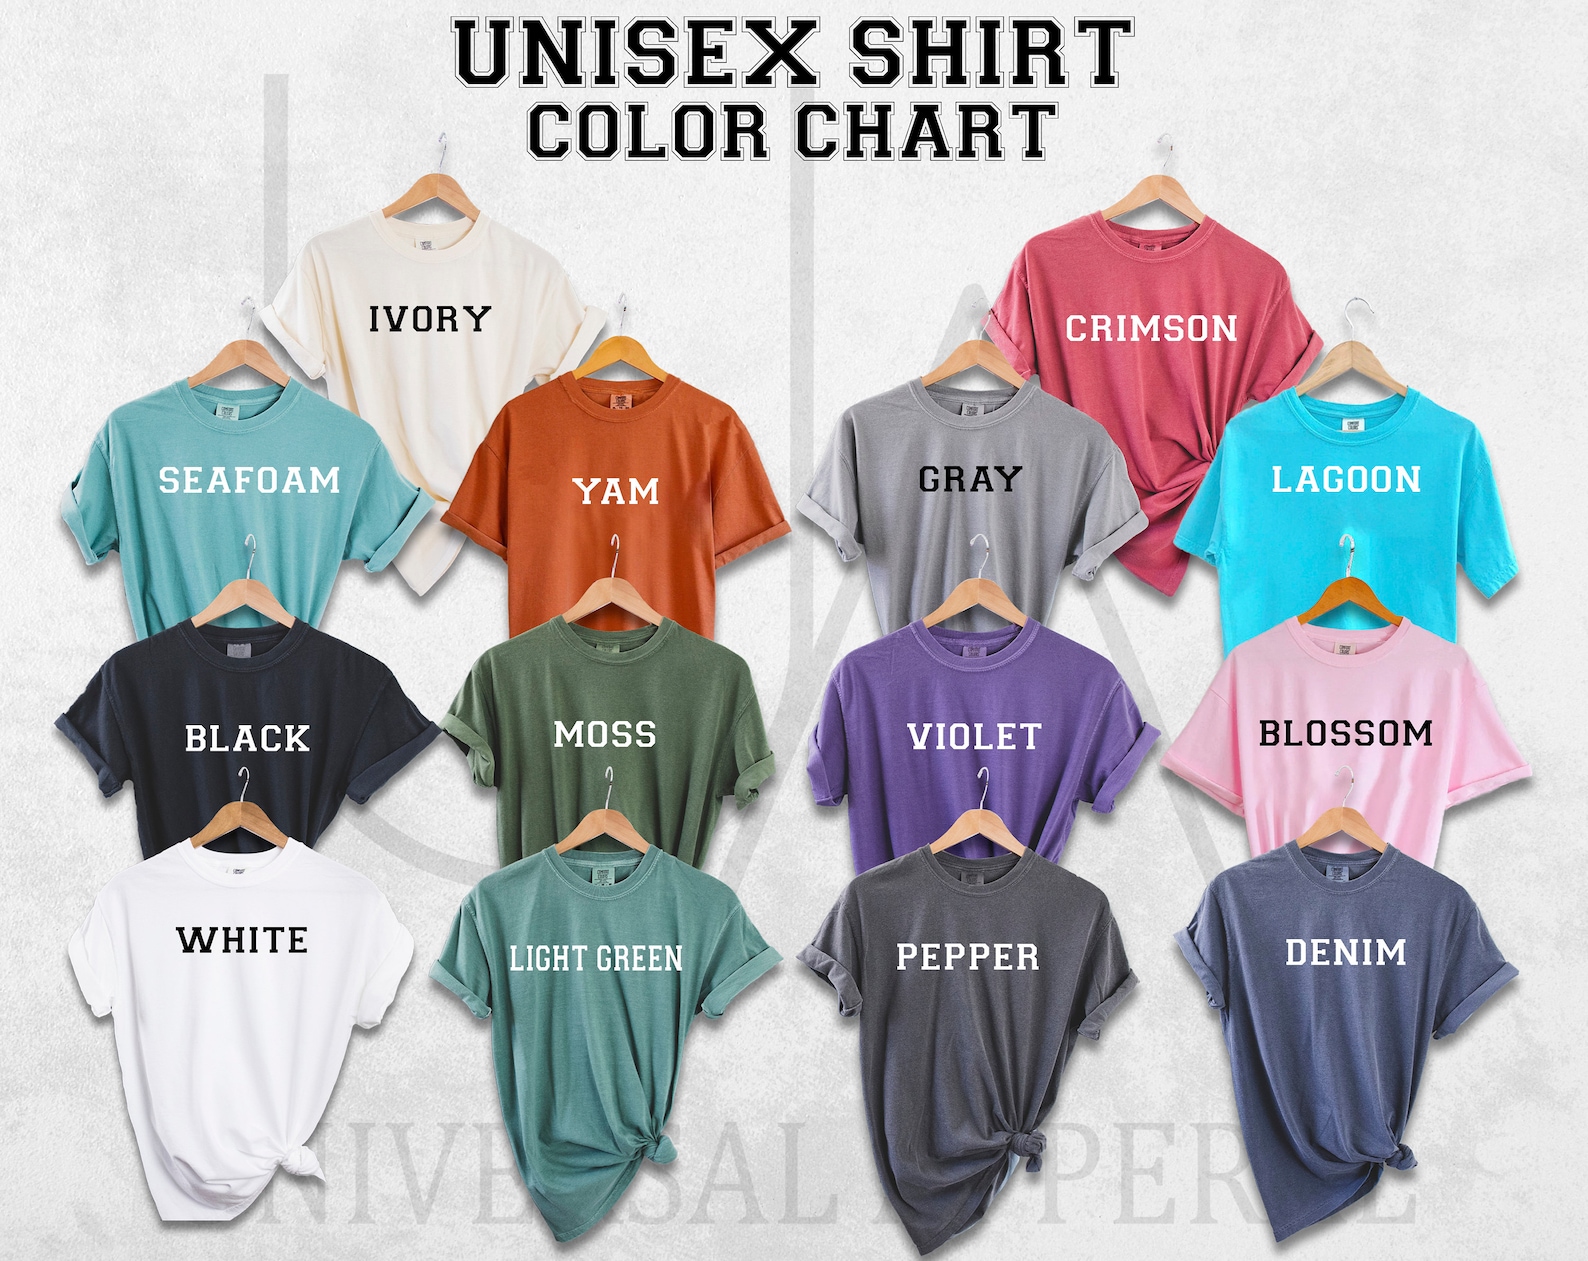 UNISEX SHIRT
COLOR CHART
IVORY
CRIMSON
SEAFOAM
YAM
GRAY
LAGOON
BLACK
MOSS
VIOLET
BLOSSOM
WHITE
LIGHT GREEN
PEPPER
DENIM